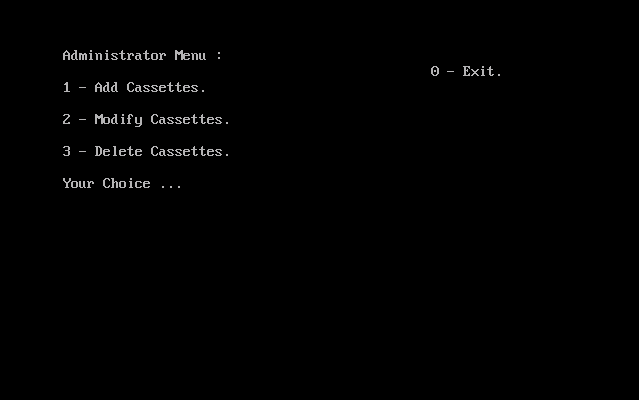 Administrator Menu :
0 - Exit.
1 - Add Cassettes.
2 - Modify Cassettes.
3 - Delete Cassettes.
Your Choice ...